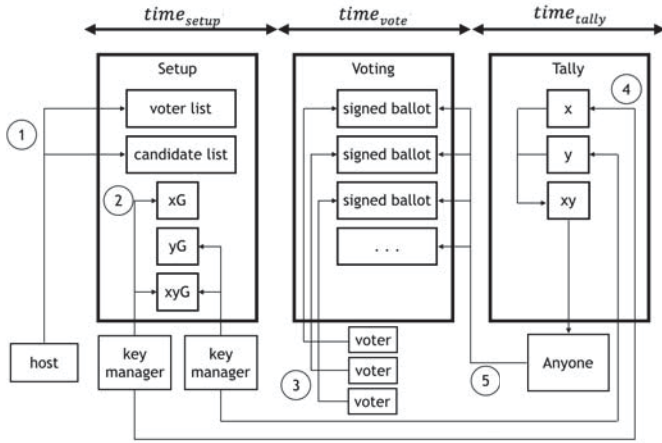 time_setup time_vote time_tally
Setup Voting Tally
1 voter list signed ballot x 4
candidate list signed ballot y
2 xG signed ballot xy
yG . . .
xyG
host key manager key manager voter Anyone
3 voter 5
voter